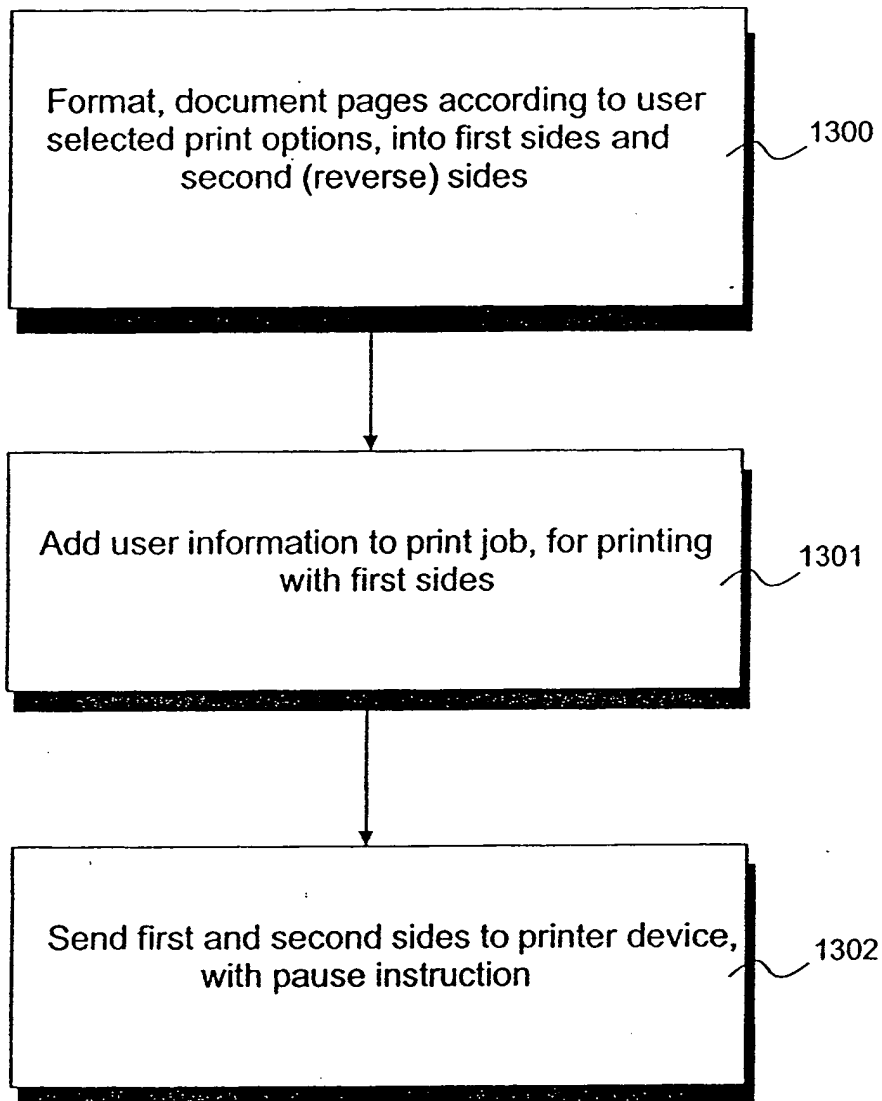 Format, document pages according to user
selected print options, into first sides and
second (reverse) sides
1300
Add user information to print job, for printing
with first sides
1301
Send first and second sides to printer device,
with pause instruction
1302